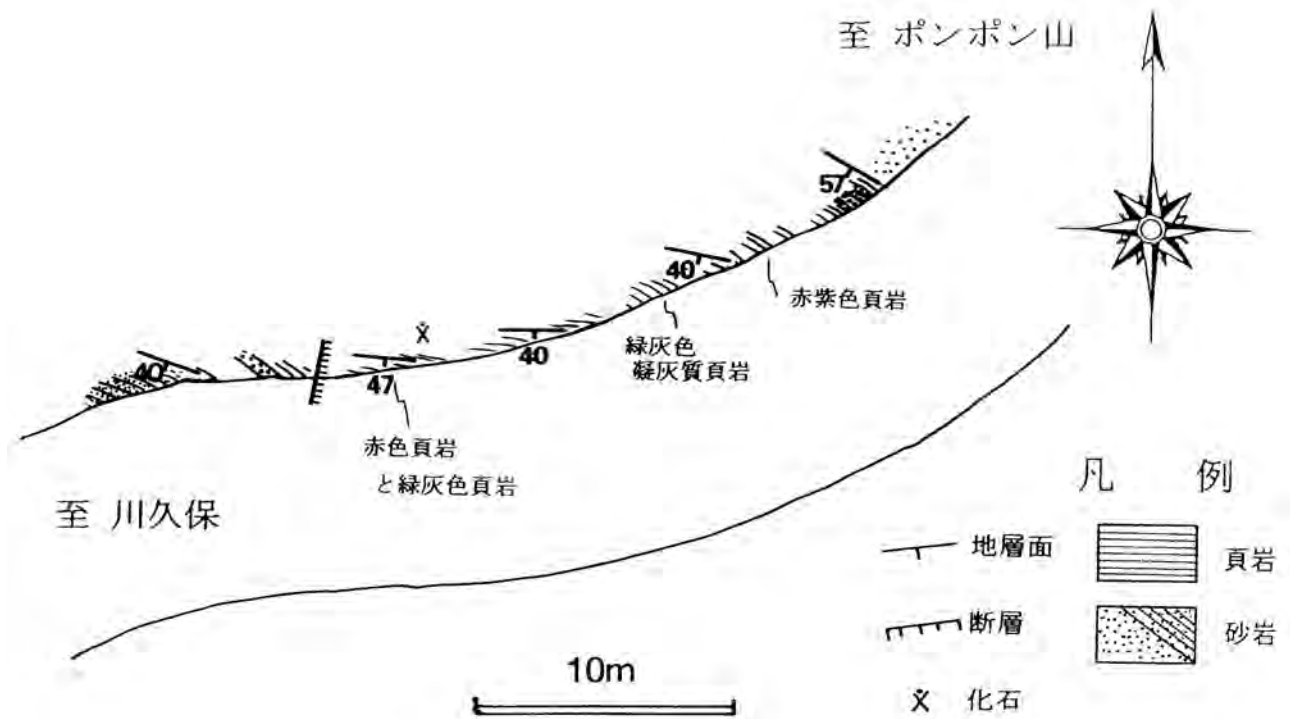 至 ポンポン山
57
40
赤紫色頁岩
緑灰色
凝灰質頁岩
40
47
40
赤色頁岩
と緑灰色頁岩
至 川久保
凡 例
地層面
頁岩
断層
砂岩
化石
10m